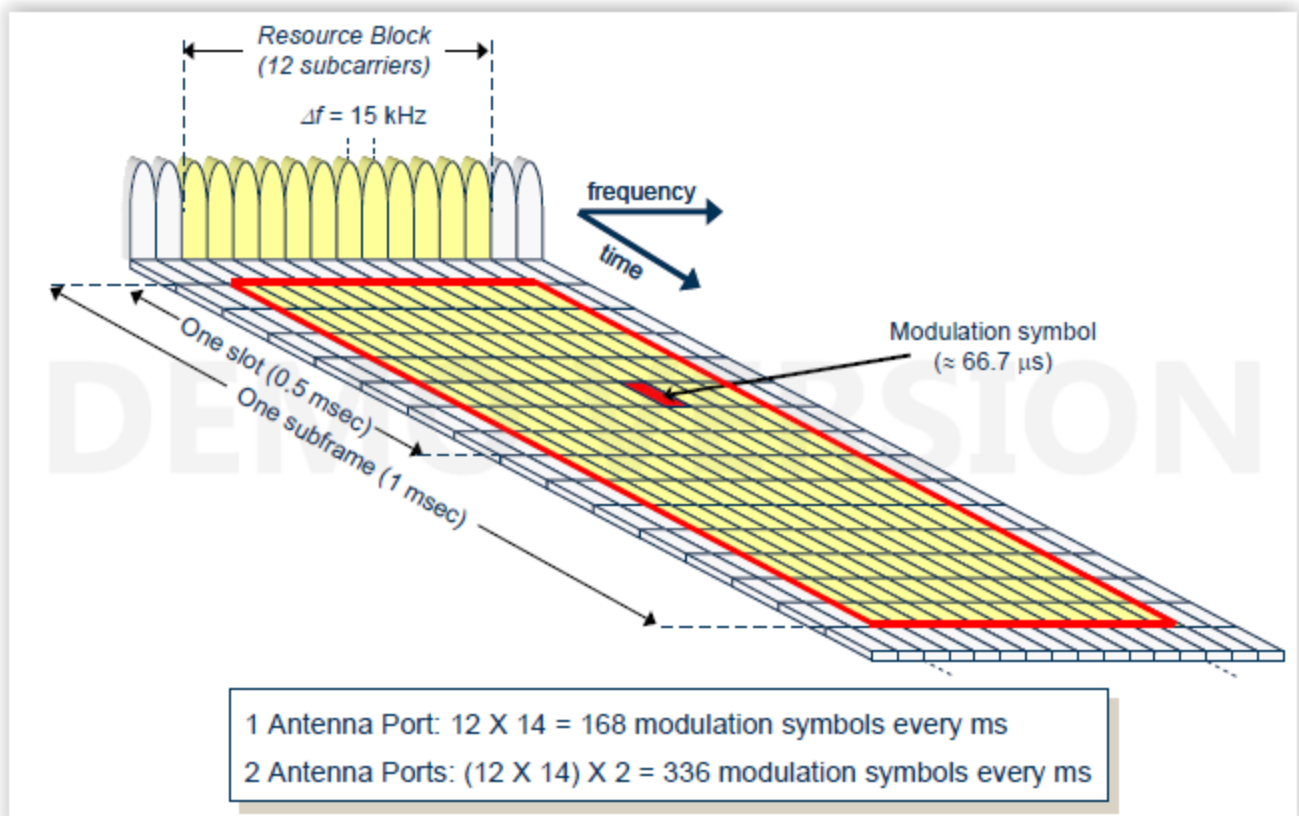 Resource Block
(12 subcarriers)
Δf = 15 kHz
frequency
time
Modulation symbol
(≈ 66.7 μs)
One slot (0.5 msec)
One subframe (1 msec)
DEMO VERSION
1 Antenna Port: 12 X 14 = 168 modulation symbols every ms
2 Antenna Ports: (12 X 14) X 2 = 336 modulation symbols every ms